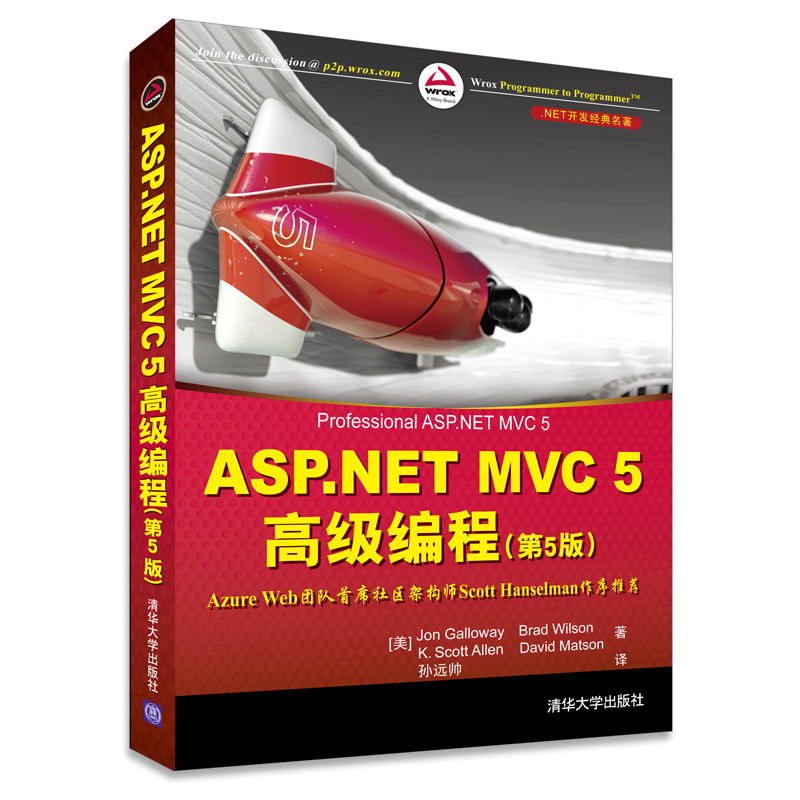 Join the discussion @ p2p.wrox.com
wrox
A Wiley Brand
Wrox Programmer to Programmer™
.NET开发经典名著
5
Professional ASP.NET MVC 5
ASP.NET MVC 5
高级编程(第5版)
Azure Web团队首席社区架构师Scott Hanselman作序推荐
[美] Jon Galloway Brad Wilson 著
K. Scott Allen David Matson
孙远帅 译
清华大学出版社
wrox
ASP.NET MVC 5 高级编程(第5版)
清华大学出版社